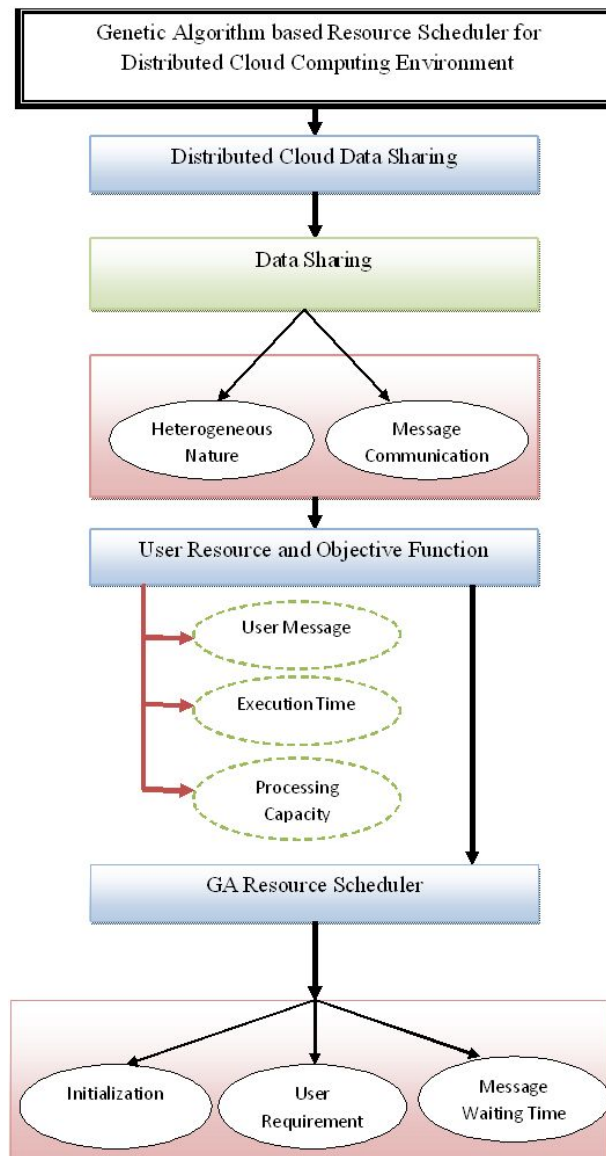 Genetic Algorithm based Resource Scheduler for
Distributed Cloud Computing Environment
Distributed Cloud Data Sharing
Data Sharing
Heterogeneous
Nature
Message
Communication
User Resource and Objective Function
User Message
Execution Time
Processing
Capacity
GA Resource Scheduler
Initialization
User
Requirement
Message
Waiting Time